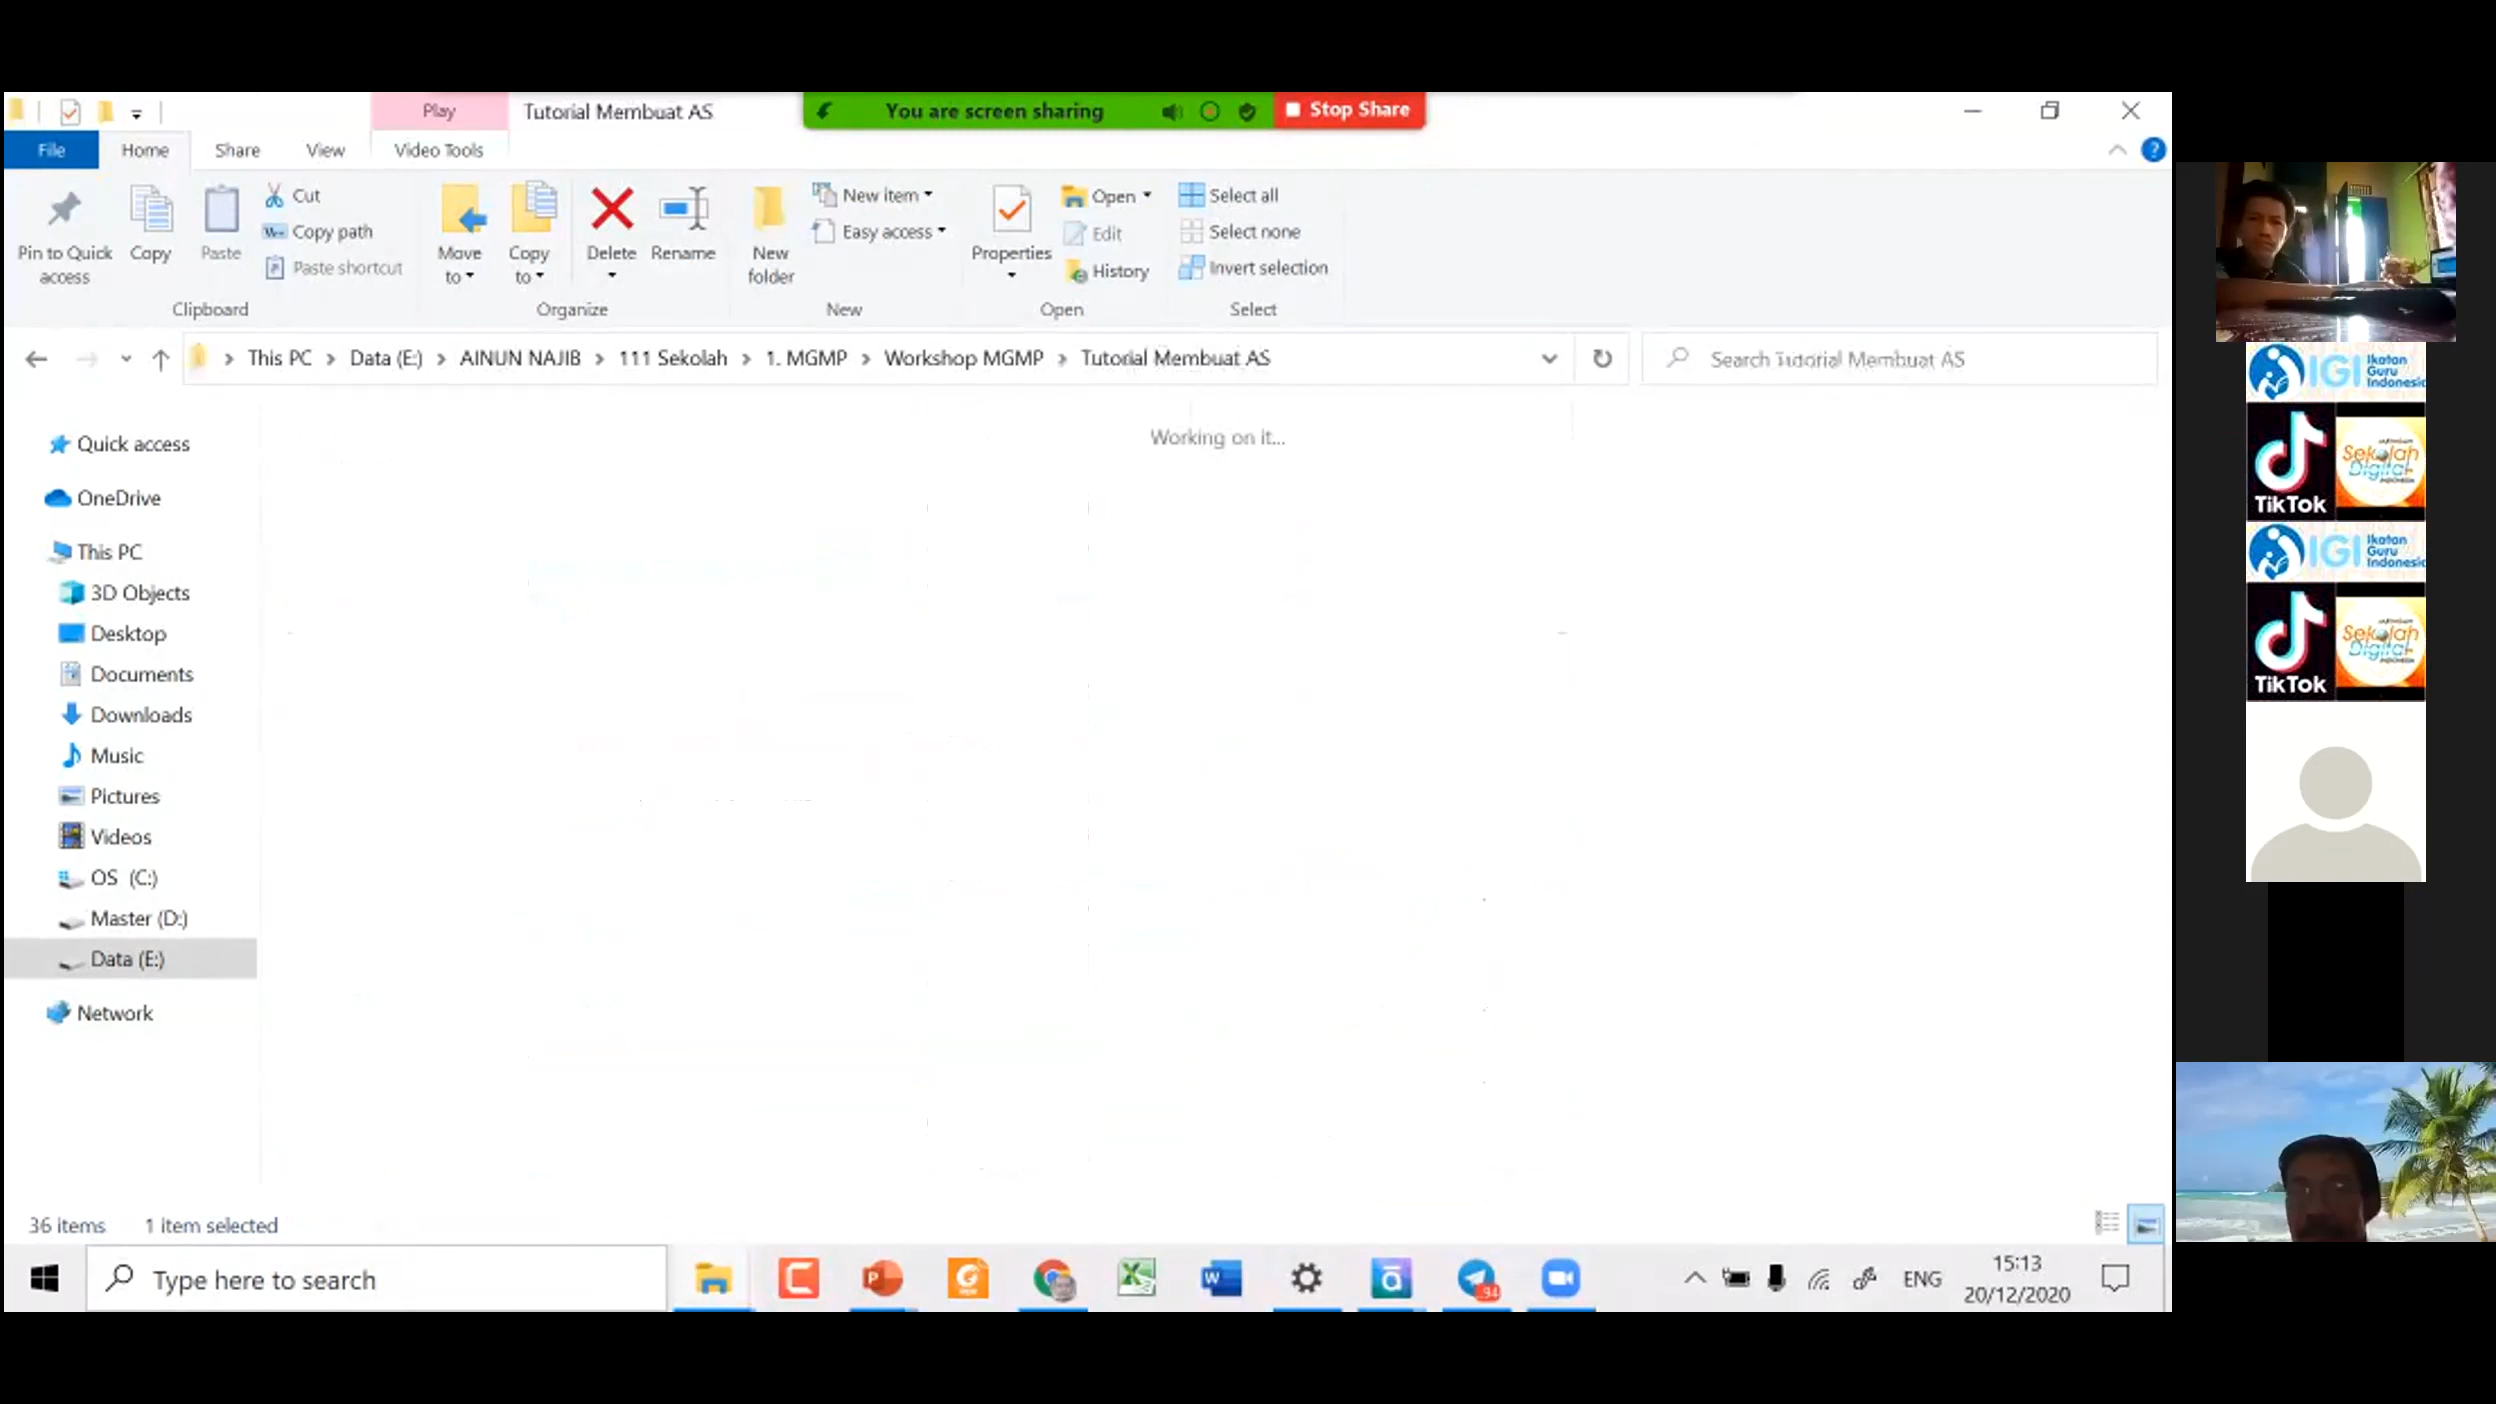 Play
Tutorial Membuat AS
You are screen sharing
Stop Share
File
Home
Share
View
Video Tools
?
Pin to Quick access
Copy
Paste
Cut
Copy path
Paste shortcut
Clipboard
Move to
Copy to
Delete
Rename
Organize
New folder
New item
Easy access
New
Properties
Open
Edit
History
Open
Select all
Select none
Invert selection
Select
This PC > Data (E:) > AINUN NAJIB > 111 Sekolah > 1. MGMP > Workshop MGMP > Tutorial Membuat AS
Search Tutorial Membuat AS
Working on it...
Quick access
OneDrive
This PC
3D Objects
Desktop
Documents
Downloads
Music
Pictures
Videos
OS (C:)
Master (D:)
Data (E:)
Network
36 items
1 item selected
Type here to search
94
ENG
15:13
20/12/2020
IGI
Ikatan
Guru
Indonesia
TikTok
Sekolah
Digital
INDONESIA
IGI
Ikatan
Guru
Indonesia
TikTok
Sekolah
Digital
INDONESIA